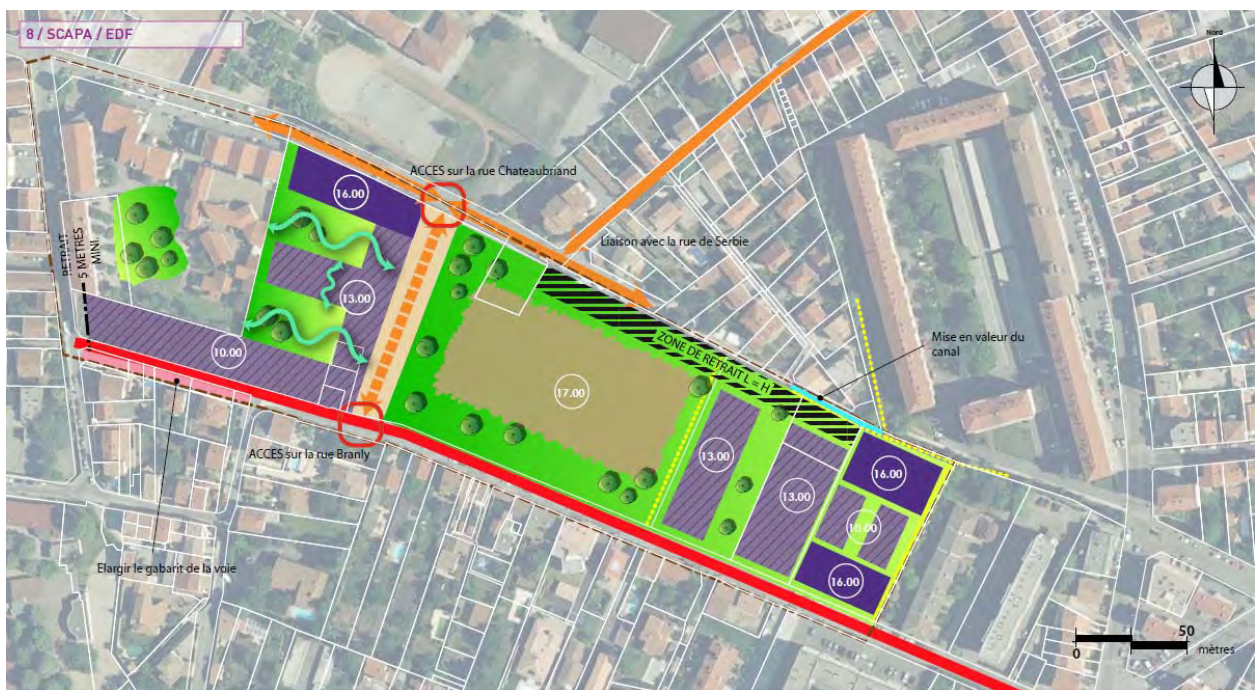 8 / SCAPA / EDF
Nord
ACCES sur la rue Chateaubriand
16.00
Liaison avec la rue de Serbie
RETRAIT
5 METRES
MINI.
13.00
10.00
ZONE DE RETRAIT L = H
Mise en valeur du
canal
17.00
ACCES sur la rue Branly
13.00
13.00
16.00
10.00
16.00
Elargir le gabarit de la voie
50
0
mètres